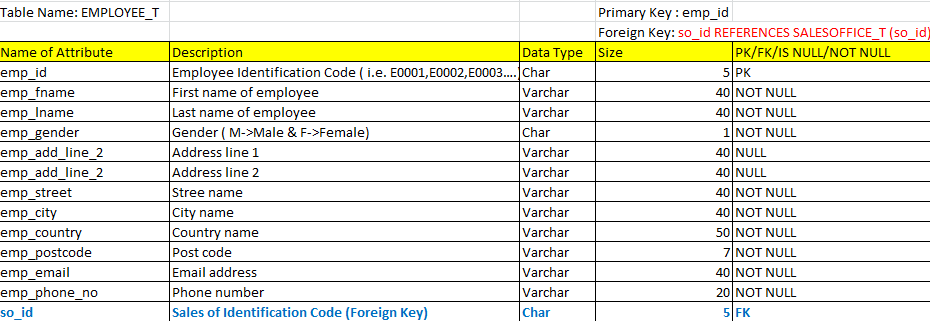 Table Name: EMPLOYEE_T Primary Key : emp_id
Foreign Key: so_id REFERENCES SALESOFFICE_T (so_id)
Name of Attribute Description Data Type Size PK/FK/IS NULL/NOT NULL
emp_id Employee Identification Code ( i.e. E0001,E0002,E0003.... Char 5 PK
emp_fname First name of employee Varchar 40 NOT NULL
emp_lname Last name of employee Varchar 40 NOT NULL
emp_gender Gender ( M->Male & F->Female) Char 1 NOT NULL
emp_add_line_2 Address line 1 Varchar 40 NULL
emp_add_line_2 Address line 2 Varchar 40 NULL
emp_street Stree name Varchar 40 NOT NULL
emp_city City name Varchar 40 NOT NULL
emp_country Country name Varchar 50 NOT NULL
emp_postcode Post code Varchar 7 NOT NULL
emp_email Email address Varchar 40 NOT NULL
emp_phone_no Phone number Varchar 20 NOT NULL
so_id Sales of Identification Code (Foreign Key) Char 5 FK